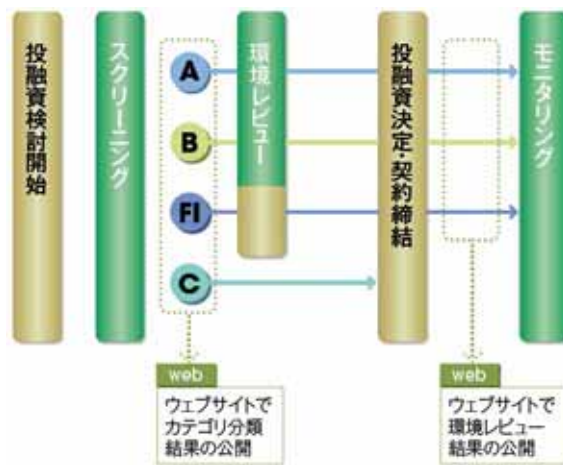 投融資検討開始
スクリーニング
A
B
FI
C
環境レビュー
投融資決定・契約締結
モニタリング
web
ウェブサイトで
カテゴリ分類
結果の公開
web
ウェブサイトで
環境レビュー
結果の公開